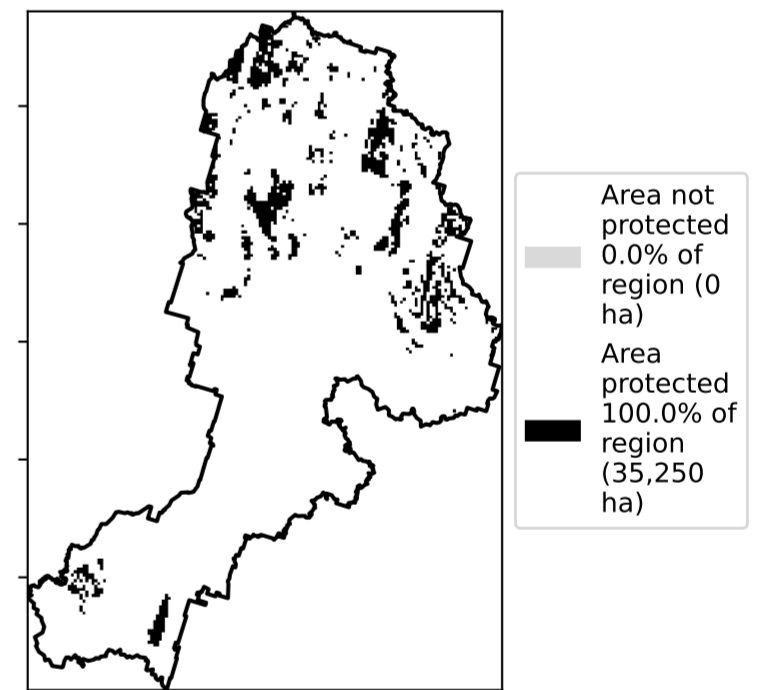 Area not
protected
0.0% of
region (0
ha)
Area
protected
100.0% of
region
(35,250
ha)